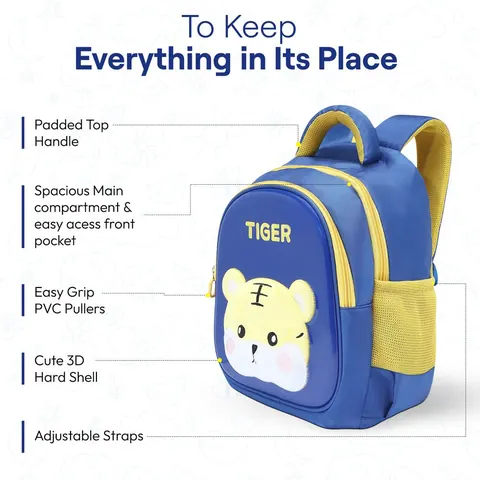 To Keep
Everything in Its Place
Padded Top
Handle
Spacious Main
compartment &
easy acess front
pocket
Easy Grip
PVC Pullers
Cute 3D
Hard Shell
Adjustable Straps
TIGER
王